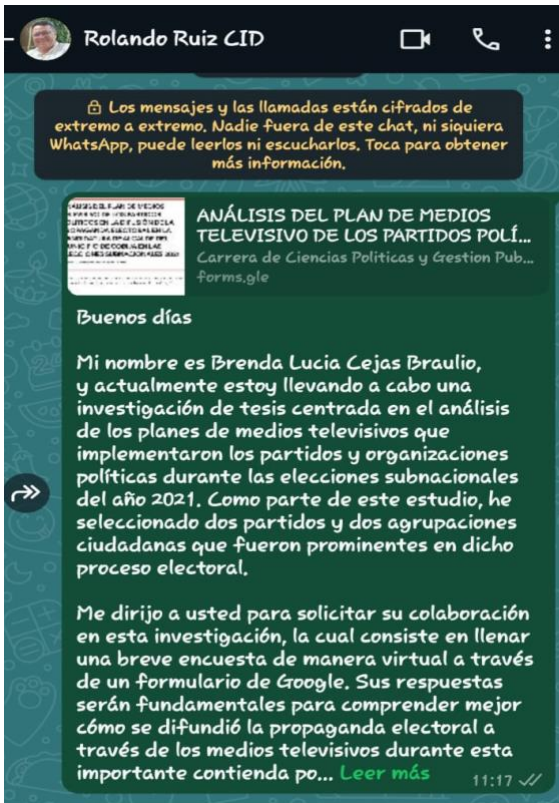 Rolando Ruiz CID
Los mensajes y las llamadas están cifrados de
extremo a extremo. Nadie fuera de este chat, ni siquiera
WhatsApp, puede leerlos ni escucharlos. Toca para obtener
más información.
ANÁLISIS DEL PLAN DE MEDIOS
TELEVISIVO DE LOS PARTIDOS POLÍ...
Carrera de Ciencias Politicas y Gestion Pub...
forms.gle
Buenos días
Mi nombre es Brenda Lucia Cejas Braulio,
y actualmente estoy llevando a cabo una
investigación de tesis centrada en el análisis
de los planes de medios televisivos que
implementaron los partidos y organizaciones
políticas durante las elecciones subnacionales
del año 2021. Como parte de este estudio, he
seleccionado dos partidos y dos agrupaciones
ciudadanas que fueron prominentes en dicho
proceso electoral.
Me dirijo a usted para solicitar su colaboración
en esta investigación, la cual consiste en llenar
una breve encuesta de manera virtual a través
de un formulario de Google. Sus respuestas
serán fundamentales para comprender mejor
cómo se difundió la propaganda electoral a
través de los medios televisivos durante esta
importante contienda po... Leer más
11:17